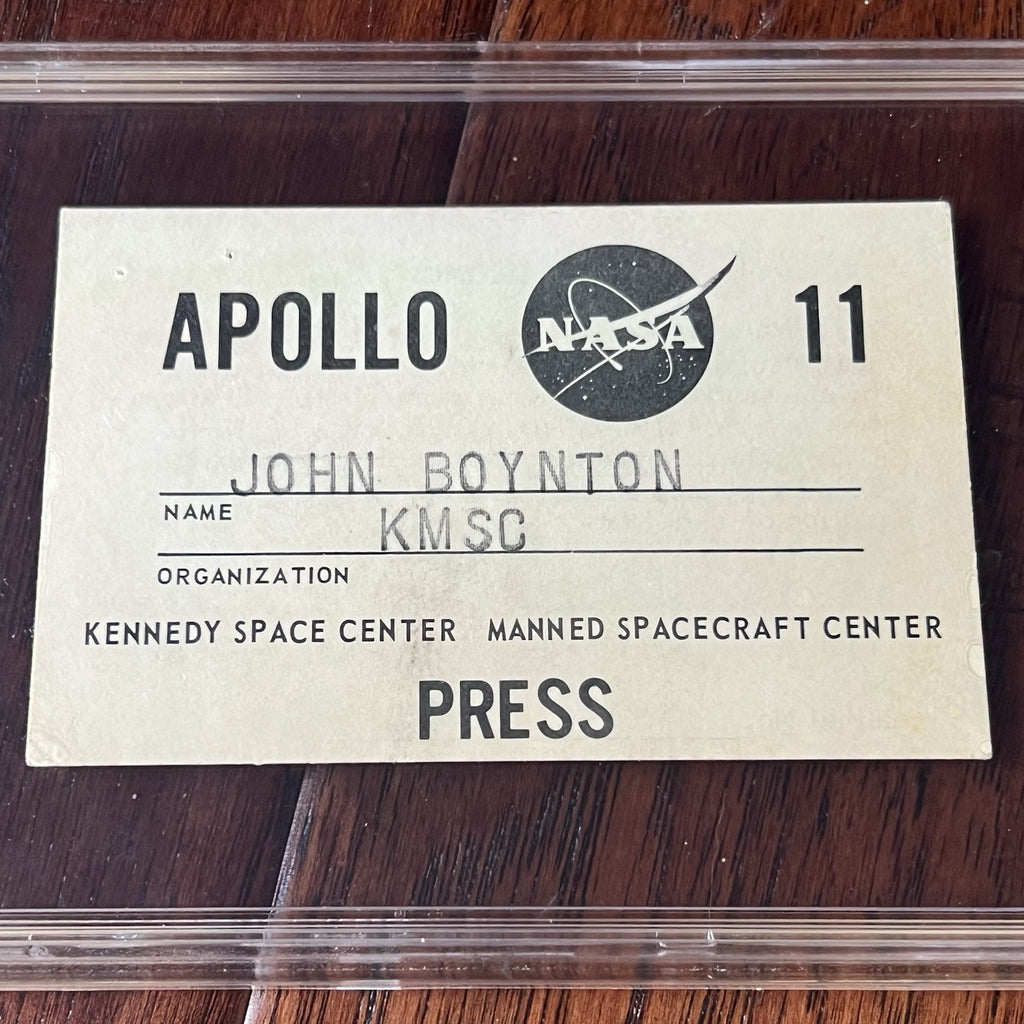 APOLLO NASA 11
JOHN BOYNTON
NAME
KMSC
ORGANIZATION
KENNEDY SPACE CENTER MANNED SPACECRAFT CENTER
PRESS